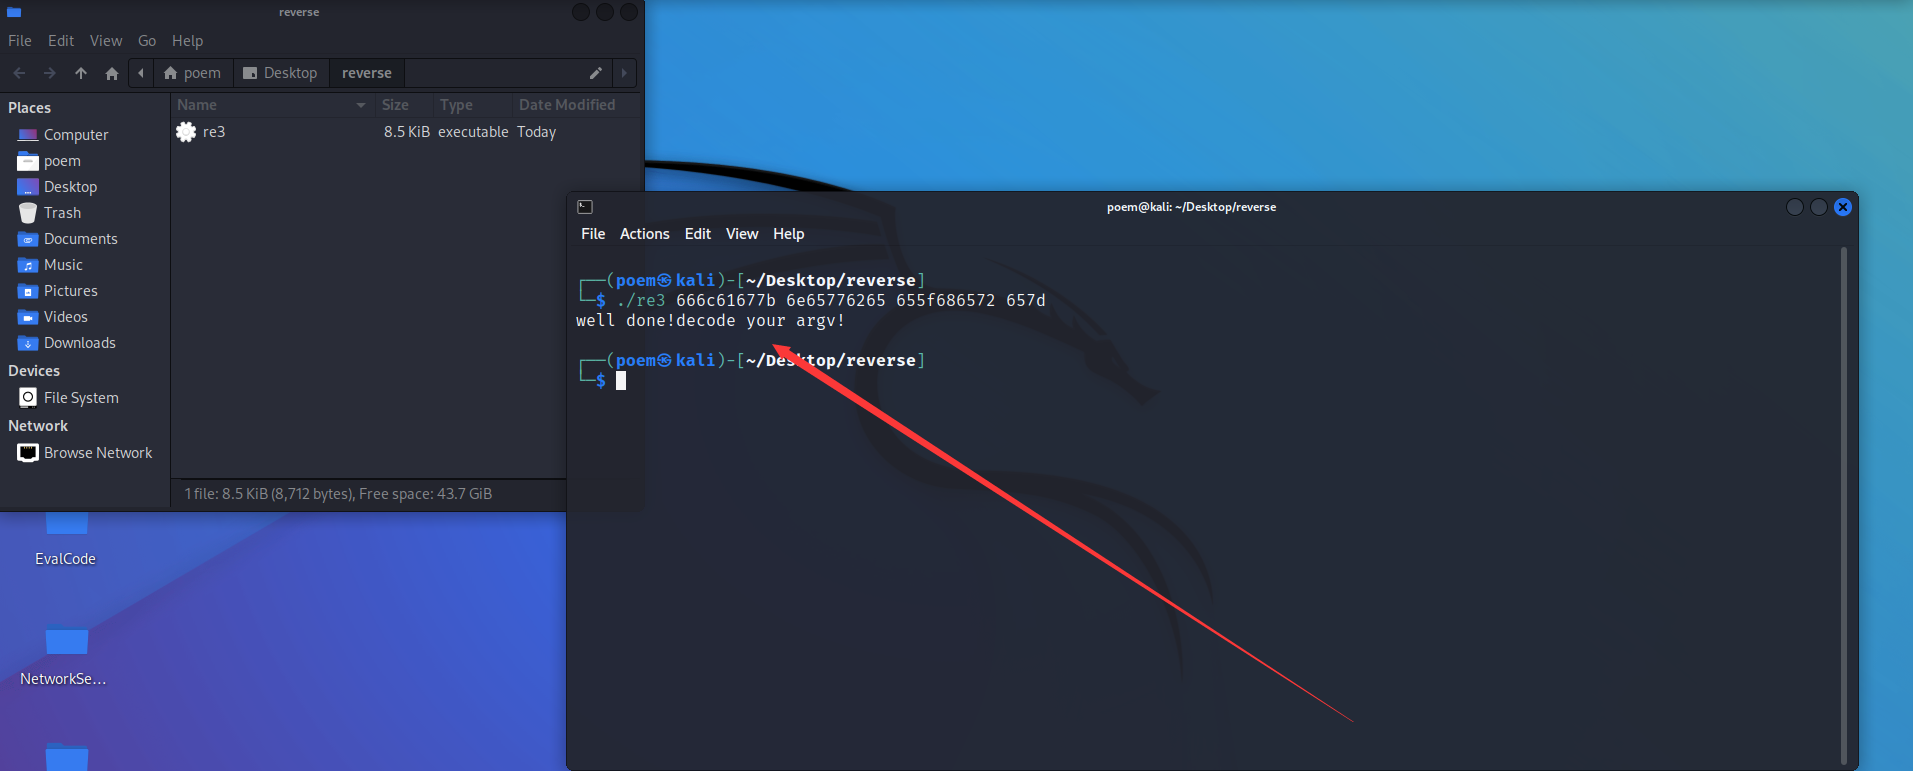 reverse
File Edit View Go Help
poem Desktop reverse
Places
Computer
poem
Desktop
Trash
Documents
Music
Pictures
Videos
Downloads
Devices
File System
Network
Browse Network
Name Size Type Date Modified
re3 8.5 KiB executable Today
1 file: 8.5 KiB (8,712 bytes), Free space: 43.7 GiB
EvalCode
NetworkSe...
poem@kali: ~/Desktop/reverse
File Actions Edit View Help
┌──(poem㉿kali)-[~/Desktop/reverse]
└─$ ./re3 666c61677b 6e65776265 655f686572 657d
well done!decode your argv!
┌──(poem㉿kali)-[~/Desktop/reverse]
└─$